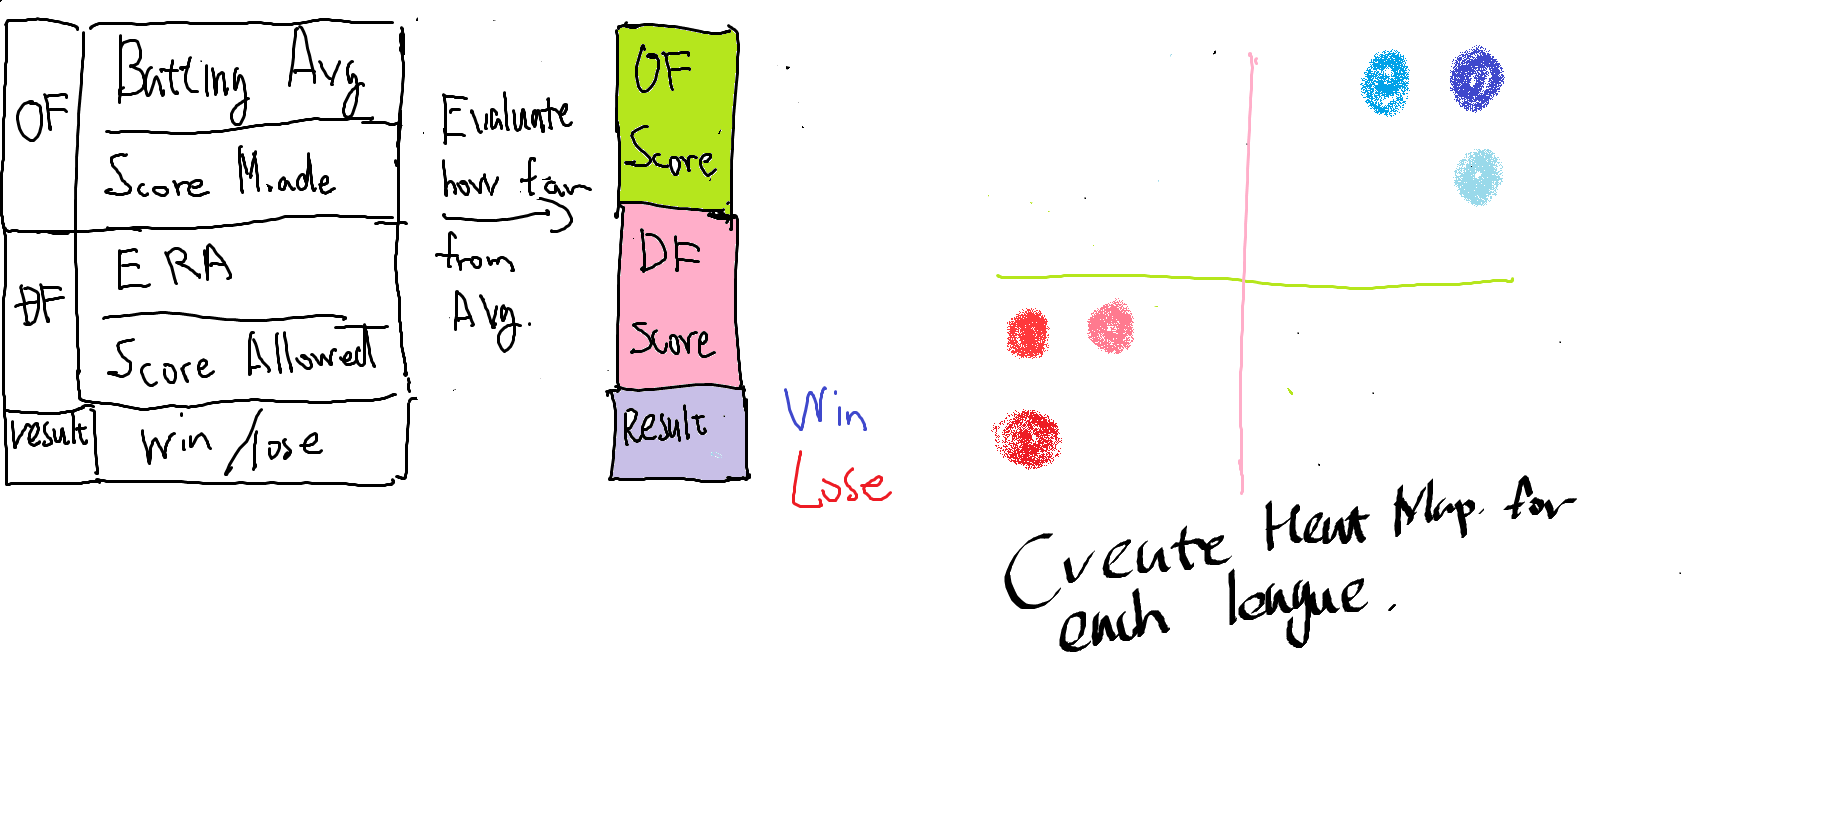 OF
Batting Avg
Score Made
DF
ERA
Score Allowed
result
win/lose
Evaluate
how far
from
Avg.
OF
Score
DF
Score
Result
Win
Lose
Create Heat Map for
each league.